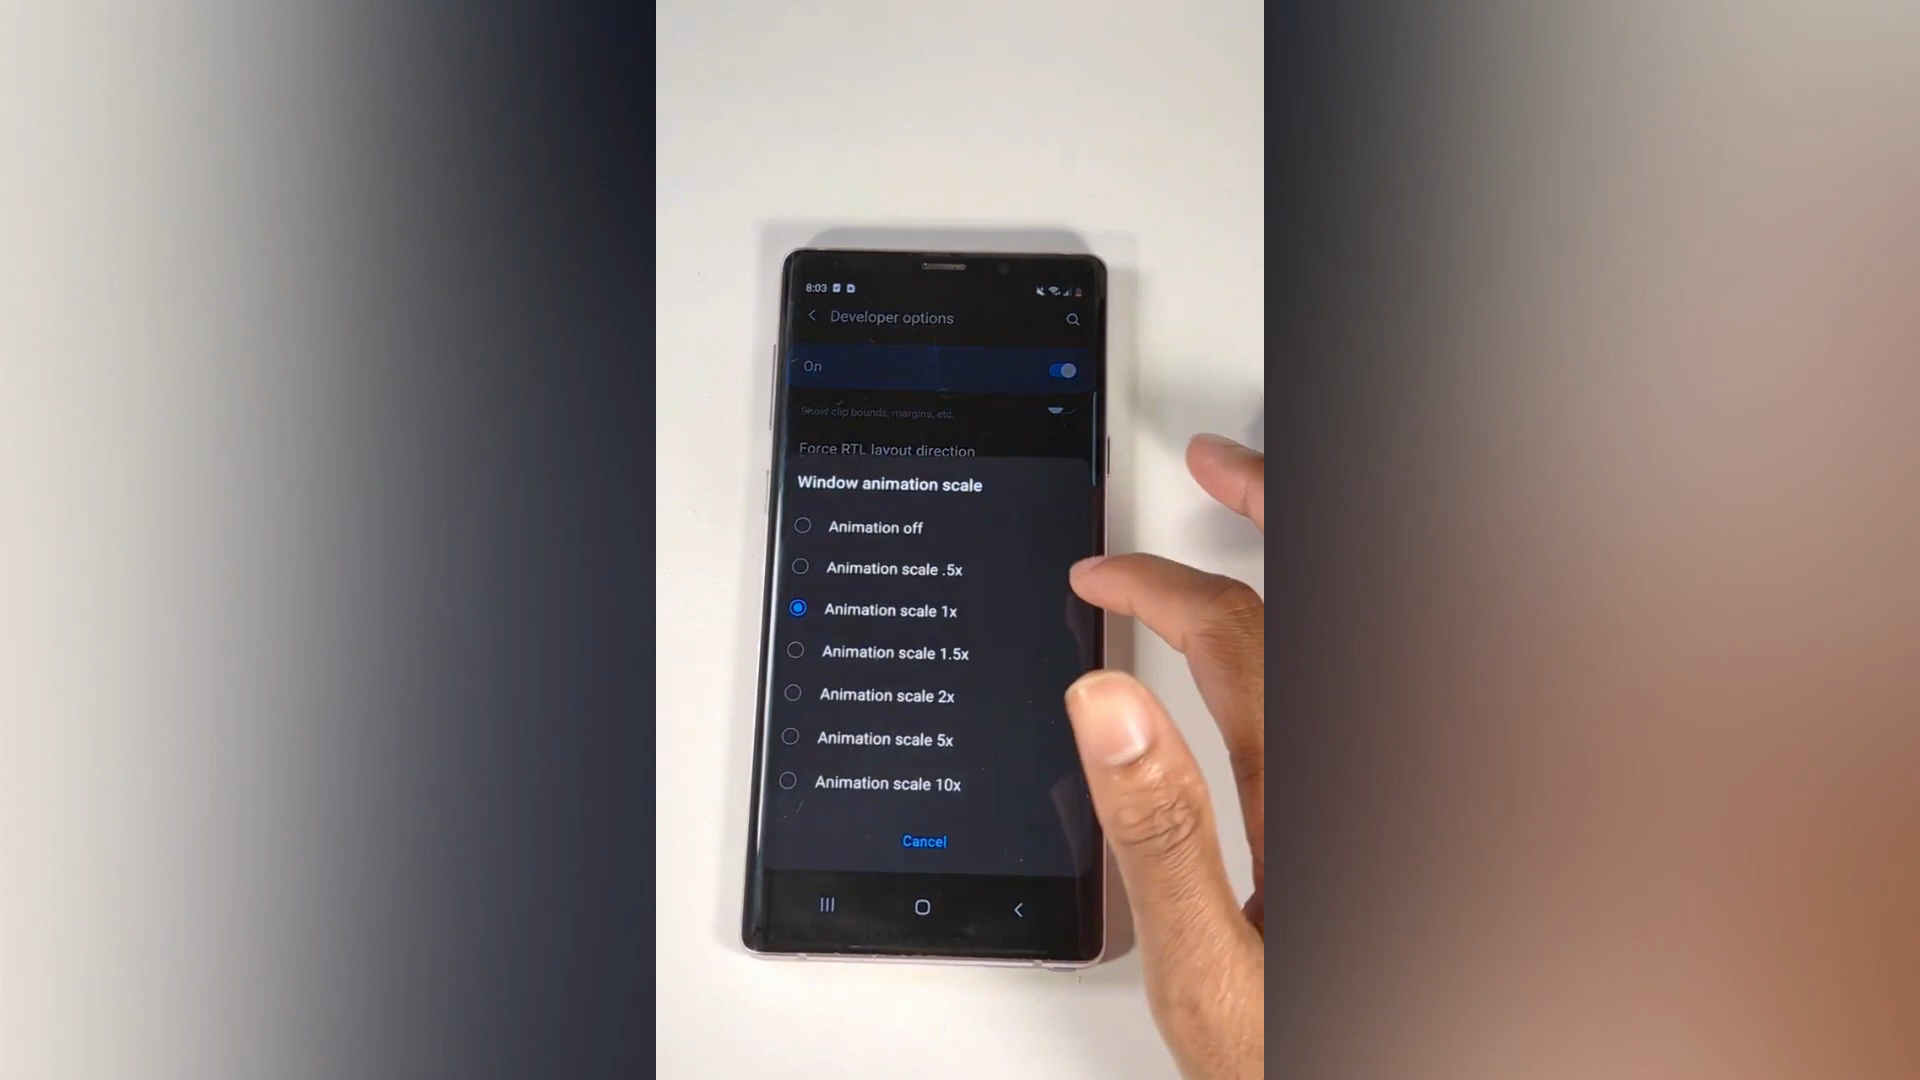 8:03
Developer options
On
Show clip bounds, margins, etc.
Force RTL layout direction
Window animation scale
Animation off
Animation scale .5x
Animation scale 1x
Animation scale 1.5x
Animation scale 2x
Animation scale 5x
Animation scale 10x
Cancel